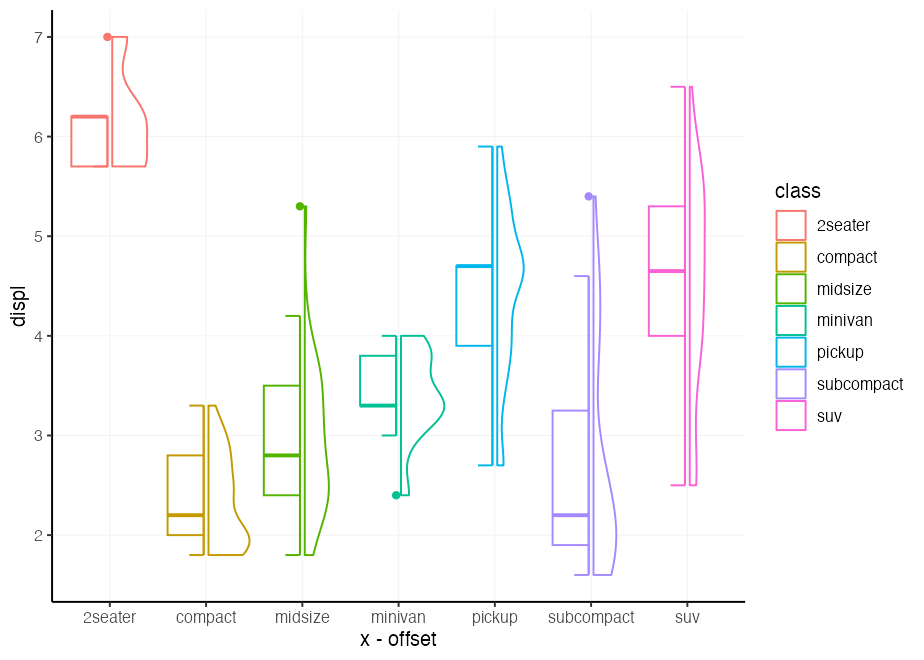 7
6
5
4
3
2
displ
2seater compact midsize minivan pickup subcompact suv
x - offset
class
2seater
compact
midsize
minivan
pickup
subcompact
suv